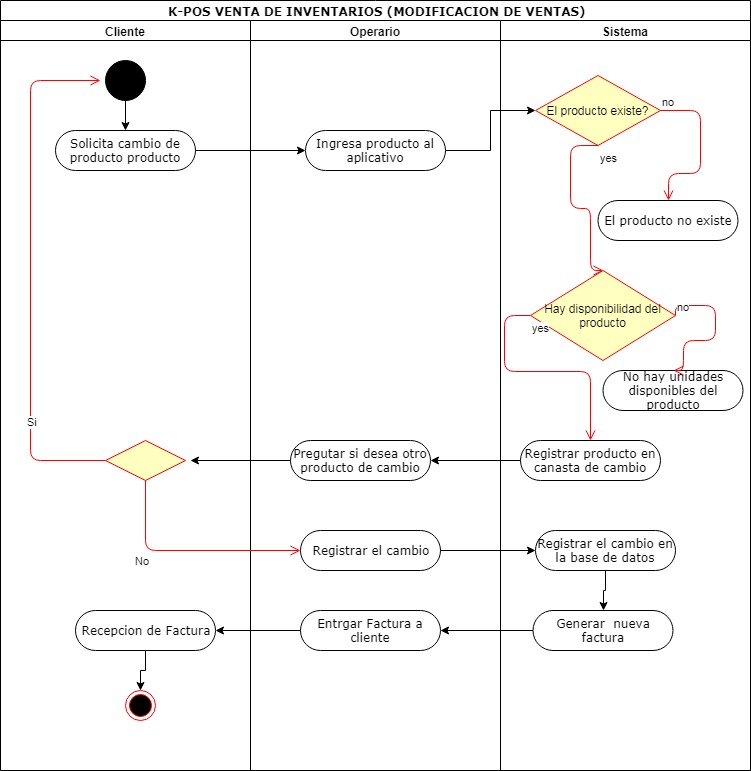 K-POS VENTA DE INVENTARIOS (MODIFICACION DE VENTAS)
Cliente
Operario
Sistema
Solicita cambio de
producto producto
Ingresa producto al
aplicativo
El producto existe?
no
yes
El producto no existe
Hay disponibilidad del
producto
no
yes
No hay unidades
disponibles del
producto
Si
Pregutar si desea otro
producto de cambio
Registrar producto en
canasta de cambio
No
Registrar el cambio
Registrar el cambio en
la base de datos
Recepcion de Factura
Entrgar Factura a
cliente
Generar nueva
factura